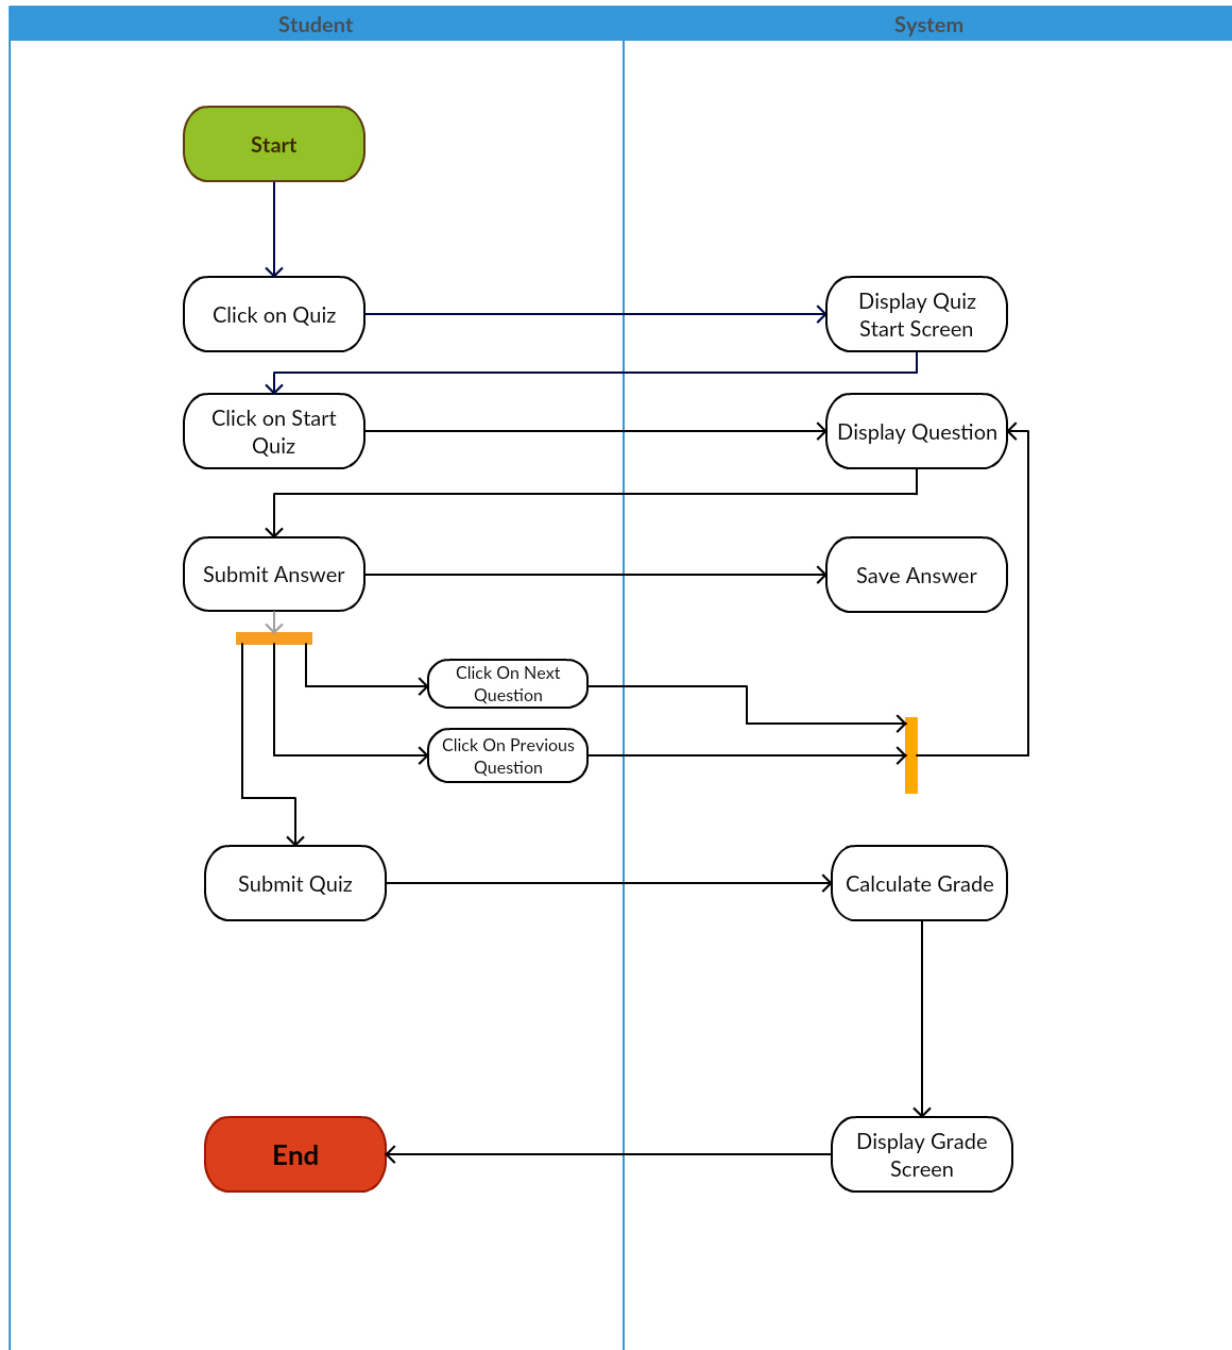 Student
System
Start
Click on Quiz
Display Quiz
Start Screen
Click on Start
Quiz
Display Question
Submit Answer
Save Answer
Click On Next
Question
Click On Previous
Question
Submit Quiz
Calculate Grade
End
Display Grade
Screen